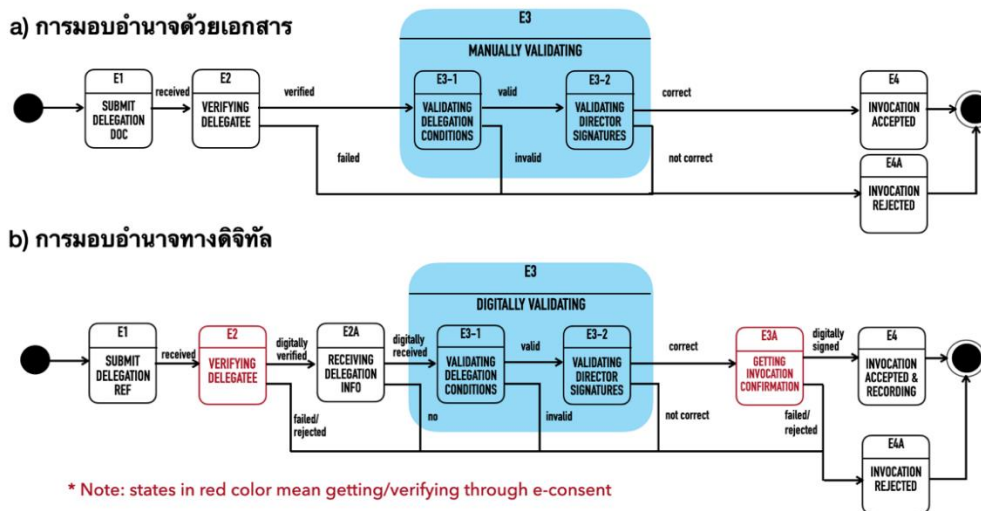 a) การมอบอำนาจด้วยเอกสาร
E3
MANUALLY VALIDATING
E1
SUBMIT
DELEGATION
DOC
received
E2
VERIFYING
DELEGATEE
verified
failed
E3-1
VALIDATING
DELEGATION
CONDITIONS
valid
invalid
E3-2
VALIDATING
DIRECTOR
SIGNATURES
correct
not correct
E4
INVOCATION
ACCEPTED
E4A
INVOCATION
REJECTED
b) การมอบอำนาจทางดิจิทัล
E3
DIGITALLY VALIDATING
E1
SUBMIT
DELEGATION
REF
received
E2
VERIFYING
DELEGATEE
digitally
verified
failed/
rejected
E2A
RECEIVING
DELEGATION
INFO
digitally
received
no
E3-1
VALIDATING
DELEGATION
CONDITIONS
valid
invalid
E3-2
VALIDATING
DIRECTOR
SIGNATURES
correct
not correct
E3A
GETTING
INVOCATION
CONFIRMATION
digitally
signed
failed/
rejected
E4
INVOCATION
ACCEPTED &
RECORDING
E4A
INVOCATION
REJECTED
* Note: states in red color mean getting/verifying through e-consent